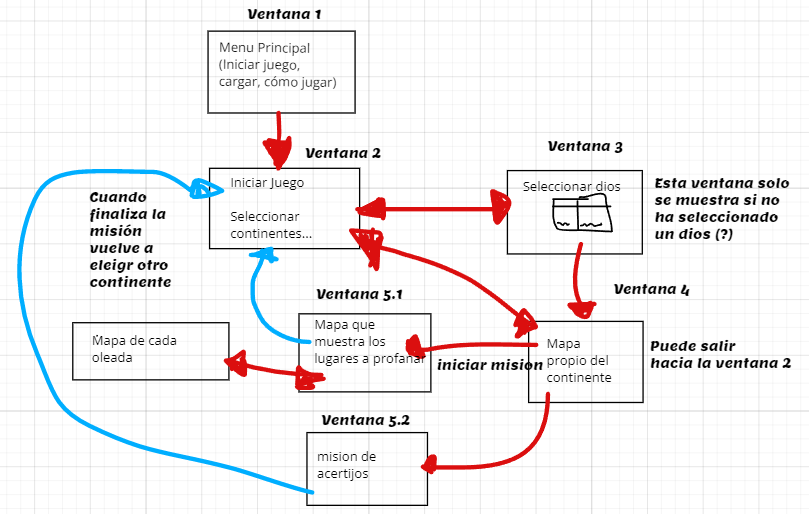 Ventana 1
Menu Principal
(Iniciar juego,
cargar, cómo jugar)
Ventana 2
Iniciar Juego
Seleccionar
continentes...
Ventana 3
Seleccionar dios
Esta ventana solo
se muestra si no
ha seleccionado
un dios (?)
Cuando
finaliza la
misión
vuelve a
eleigr otro
continente
Ventana 4
Mapa
propio del
continente
Puede salir
hacia la ventana 2
Ventana 5.1
Mapa que
muestra los
lugares a profanar
iniciar mision
Mapa de cada
oleada
Ventana 5.2
mision de
acertijos